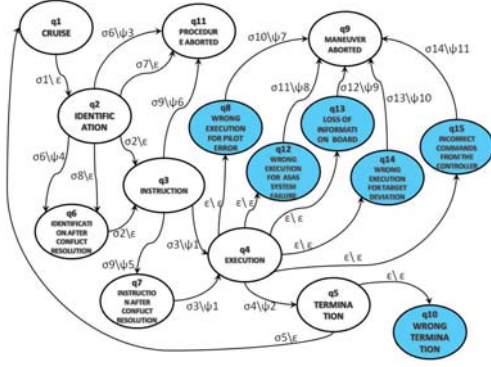 q1
CRUISE
q11
PROCEDUR
E ABORTED
q9
MANEUVER
ABORTED
σ6\ψ3
σ10\ψ7
σ14\ψ11
σ7\ε
σ1\ε
σ11\ψ8
σ12\ψ9
σ9\ψ6
σ13\ψ10
q2
IDENTIFIC
ATION
q8
WRONG
EXECUTION
FOR PILOT
ERROR
q13
LOSS OF
INFORMATI
ON BOARD
q15
INCORRECT
COMMANDS
FROM THE
CONTROLLER
σ2\ε
q12
WRONG
EXECUTION
FOR ASAS
SYSTEM
FAILURE
q14
WRONG
EXECUTION
FOR TARGET
DEVIATION
σ6\ψ4
σ8\ε
q3
INSTRUCTION
q6
IDENTIFICATI
ON AFTER
CONFLICT
RESOLUTION
σ2\ε
ε\ ε
ε\ ε
ε\ ε
σ3\ψ1
q4
EXECUTION
ε\ ε
ε\ ε
σ9\ψ5
q7
INSTRUCTIO
N AFTER
CONFLICT
RESOLUTION
σ3\ψ1
σ4\ψ2
q5
TERMINA
TION
ε\ ε
σ5\ε
q10
WRONG
TERMINA
TION